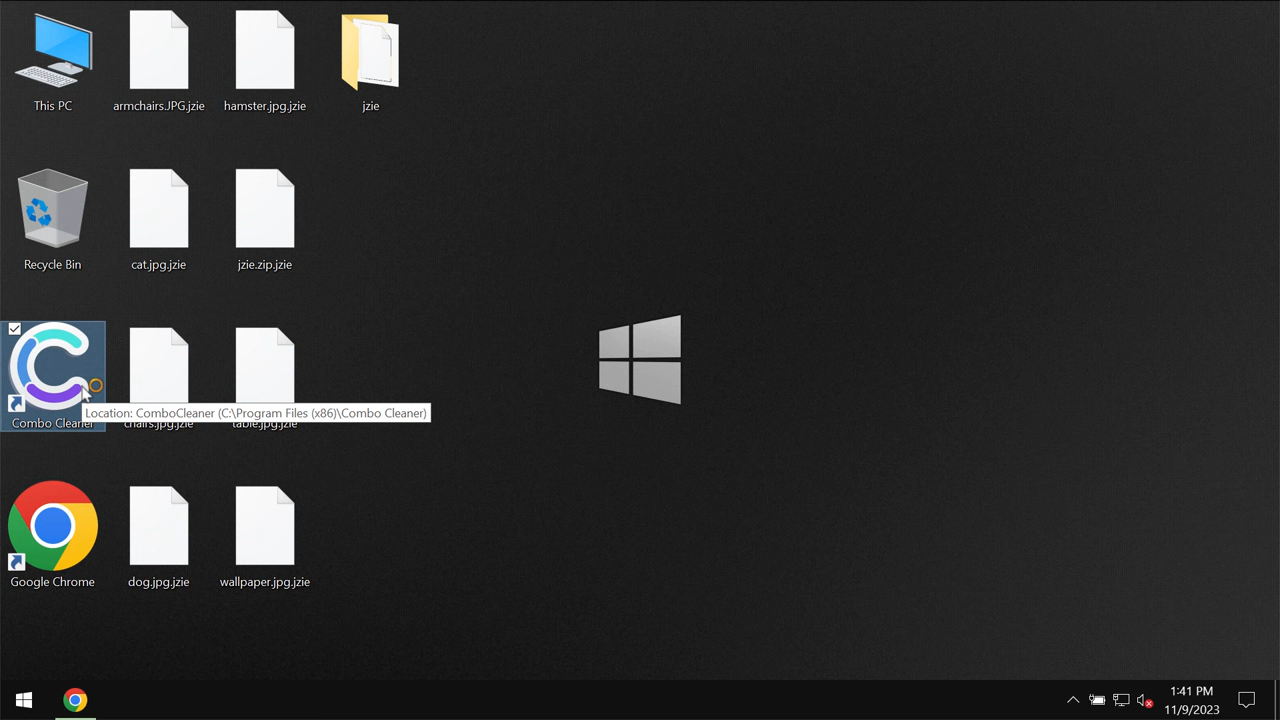 This PC
armchairs.JPG.jzie
hamster.jpg.jzie
jzie
Recycle Bin
cat.jpg.jzie
jzie.zip.jzie
Location: ComboCleaner (C:\Program Files (x86)\Combo Cleaner)
Combo Cleaner
chairs.jpg.jzie
table.jpg.jzie
Google Chrome
dog.jpg.jzie
wallpaper.jpg.jzie
1:41 PM
11/9/2023